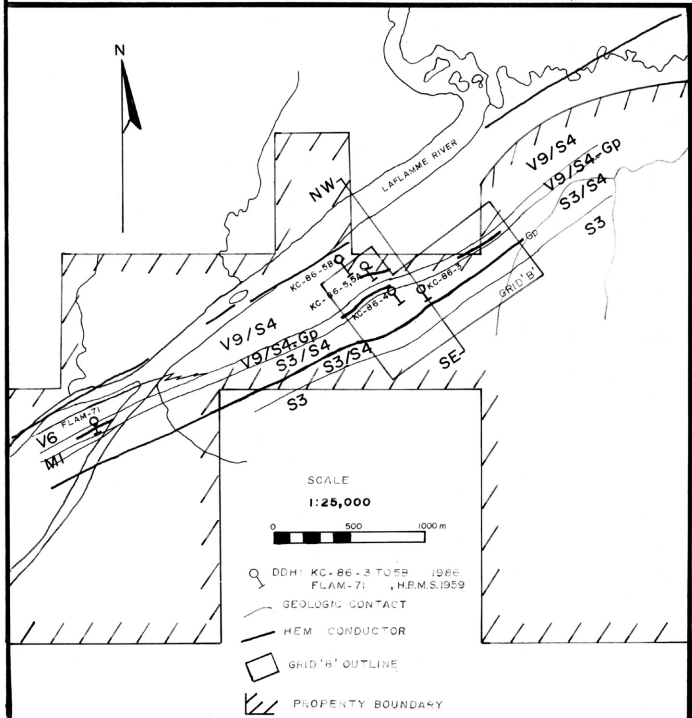 N
LAFLAMME RIVER
NW
V9/S4
V9/S4-Gp
S3/S4
S3
Gp
KC-86-5B
KC-86-5,5A
KC-86-4
KC-86-3
GRID'B'
V9/S4
V9/S4-Gp
S3/S4
S3/S4
SE
S3
FLAM-71
V6
M1
SCALE
1:25,000
0 500 1000 m
DDH: KC-86-3 TO 5B 1986
FLAM-71 , H.B.M.S. 1959
GEOLOGIC CONTACT
HEM CONDUCTOR
GRID 'B' OUTLINE
PROPERTY BOUNDARY